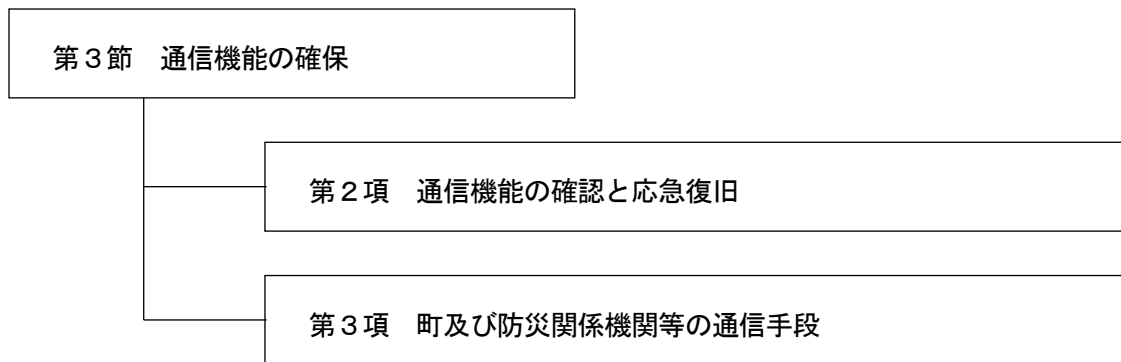 第３節　通信機能の確保
第２項　通信機能の確認と応急復旧
第３項　町及び防災関係機関等の通信手段